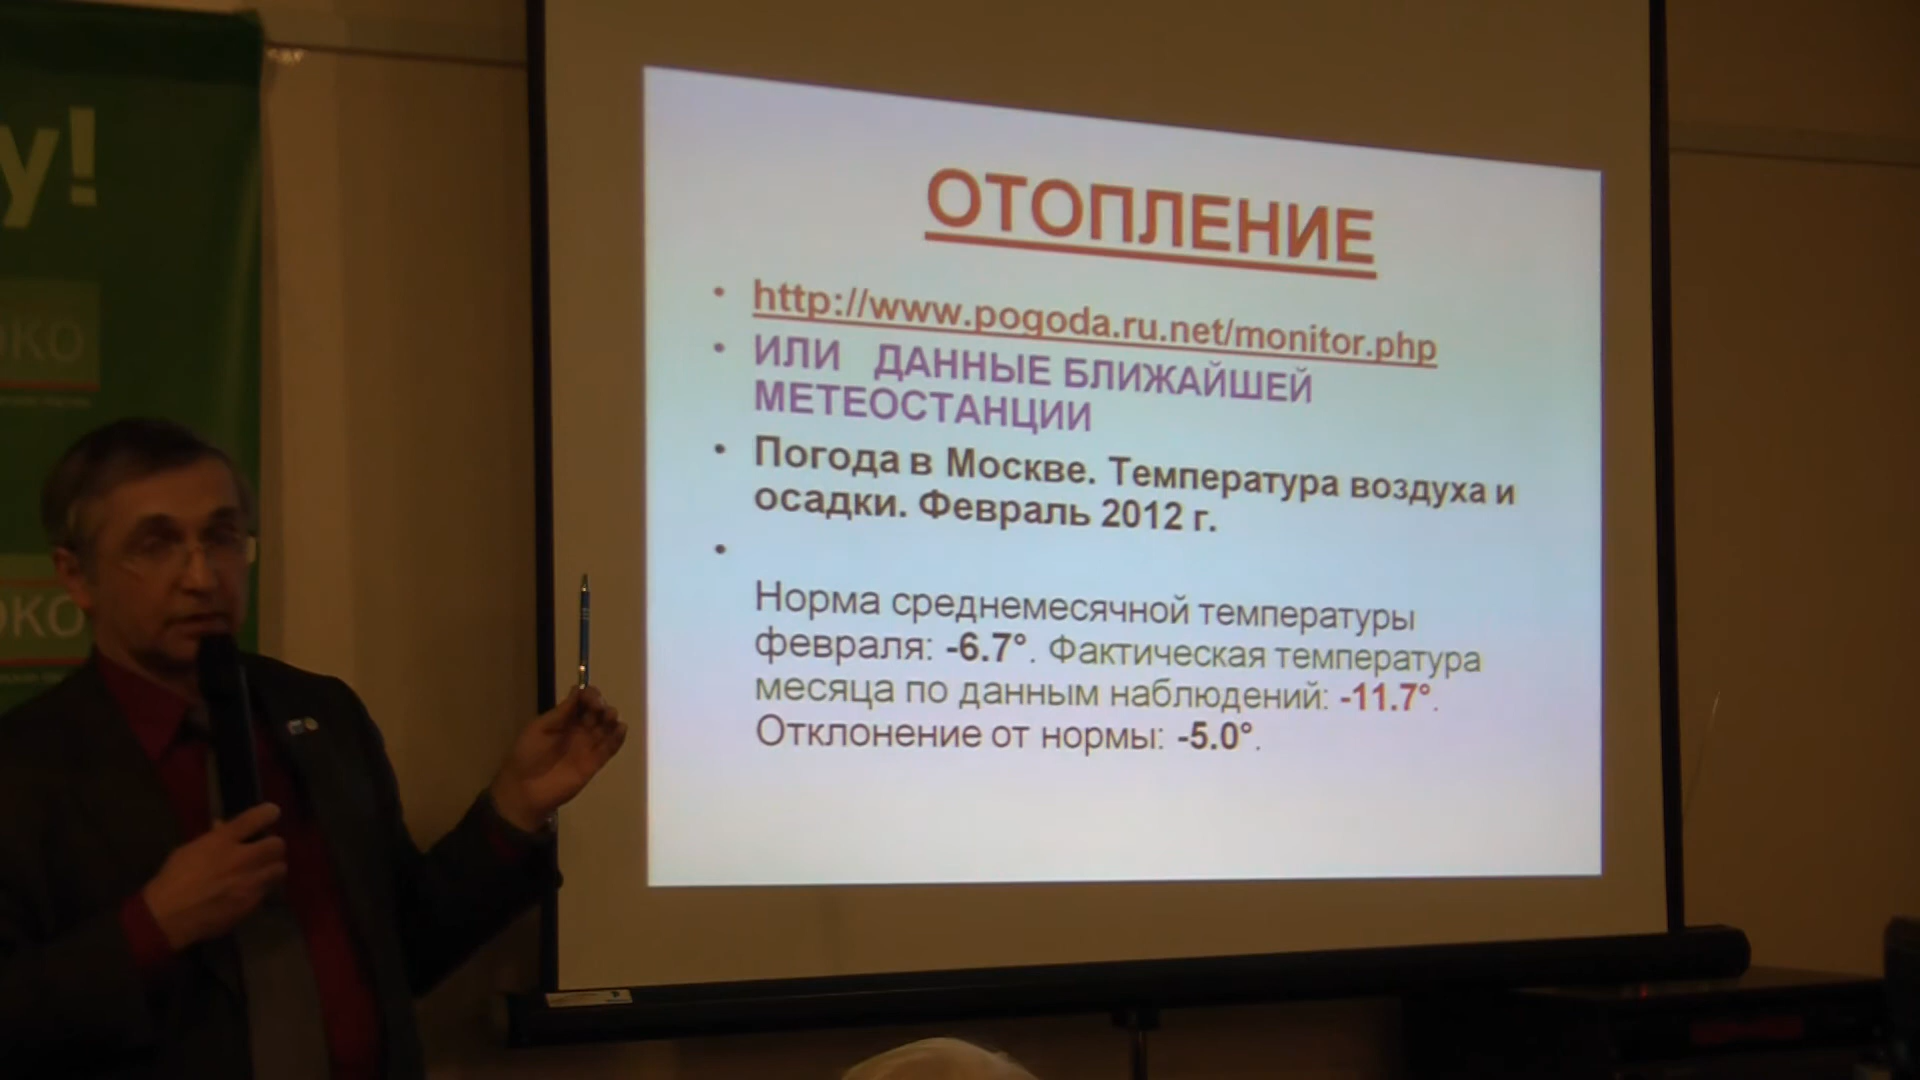 у!
ОТОПЛЕНИЕ
• http://www.pogoda.ru.net/monitor.php
• ИЛИ ДАННЫЕ БЛИЖАЙШЕЙ
МЕТЕОСТАНЦИИ
• Погода в Москве. Температура воздуха и
осадки. Февраль 2012 г.
•
Норма среднемесячной температуры
февраля: -6.7°. Фактическая температура
месяца по данным наблюдений: -11.7°.
Отклонение от нормы: -5.0°.